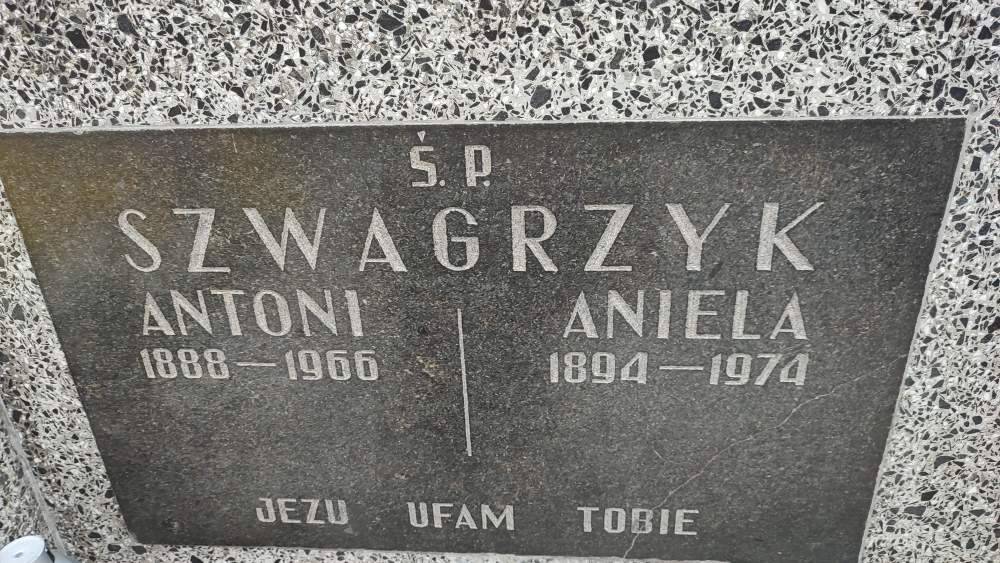 Ś. P.
SZWAGRZYK
ANTONI ANIELA
1888—1966 1894—1974
JEZU UFAM TOBIE